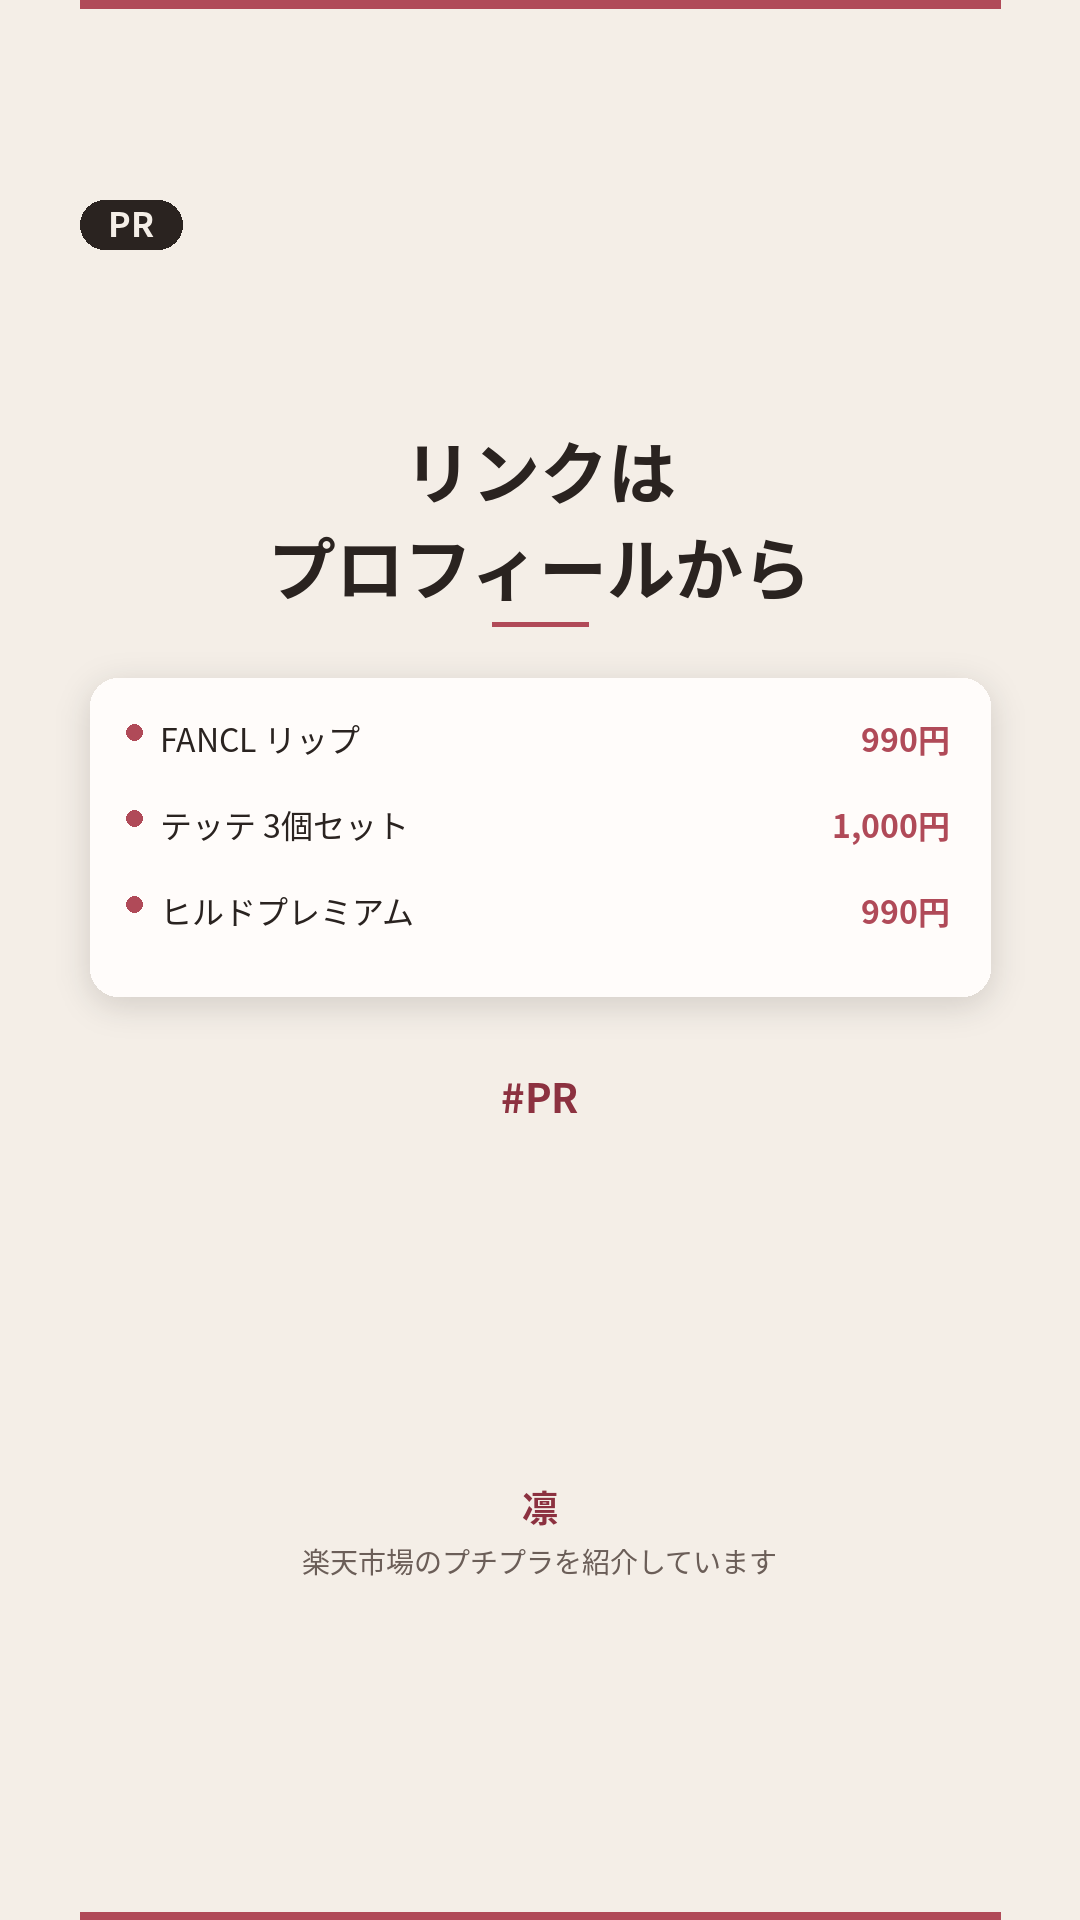 PR
リンクは
プロフィールから
FANCL リップ 990円
テッテ 3個セット 1,000円
ヒルドプレミアム 990円
#PR
凛
楽天市場のプチプラを紹介しています